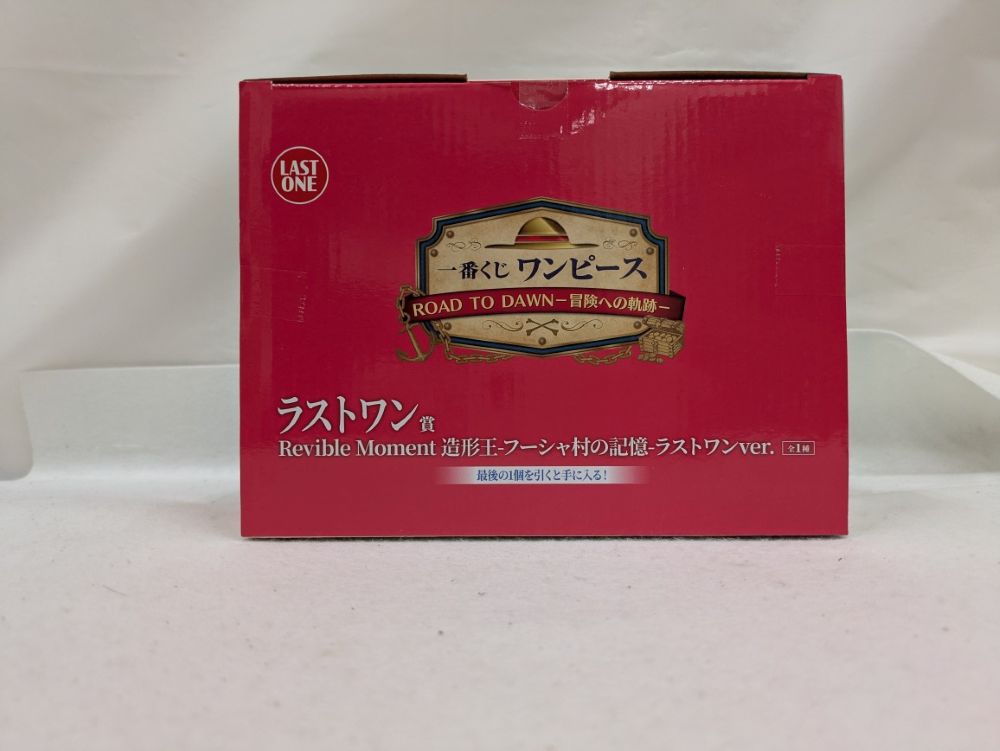 LAST
ONE
一番くじ ワンピース
ROAD TO DAWN－冒険への軌跡－
ラストワン賞
Revible Moment 造形王-フーシャ村の記憶-ラストワンver. 全1種
最後の1個を引くと手に入る!